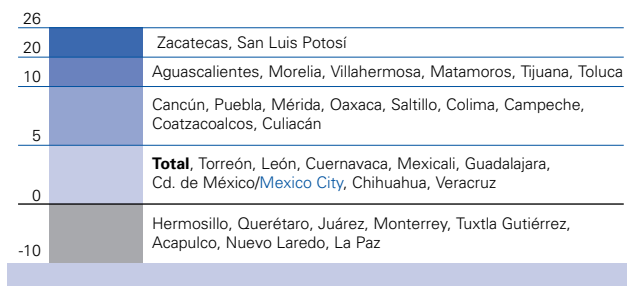 26
20
Zacatecas, San Luis Potosí
10
Aguascalientes, Morelia, Villahermosa, Matamoros, Tijuana, Toluca
Cancún, Puebla, Mérida, Oaxaca, Saltillo, Colima, Campeche,
Coatzacoalcos, Culiacán
5
Total, Torreón, León, Cuernavaca, Mexicali, Guadalajara,
Cd. de México/Mexico City, Chihuahua, Veracruz
0
Hermosillo, Querétaro, Juárez, Monterrey, Tuxtla Gutiérrez,
Acapulco, Nuevo Laredo, La Paz
-10